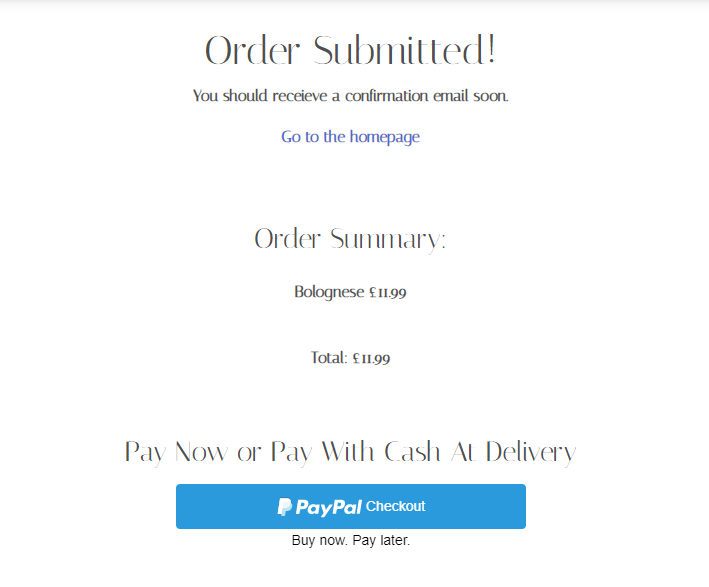 Order Submitted!
You should receieve a confirmation email soon.
Go to the homepage
Order Summary:
Bolognese £11.99
Total: £11.99
Pay Now or Pay With Cash At Delivery
PayPal Checkout
Buy now. Pay later.